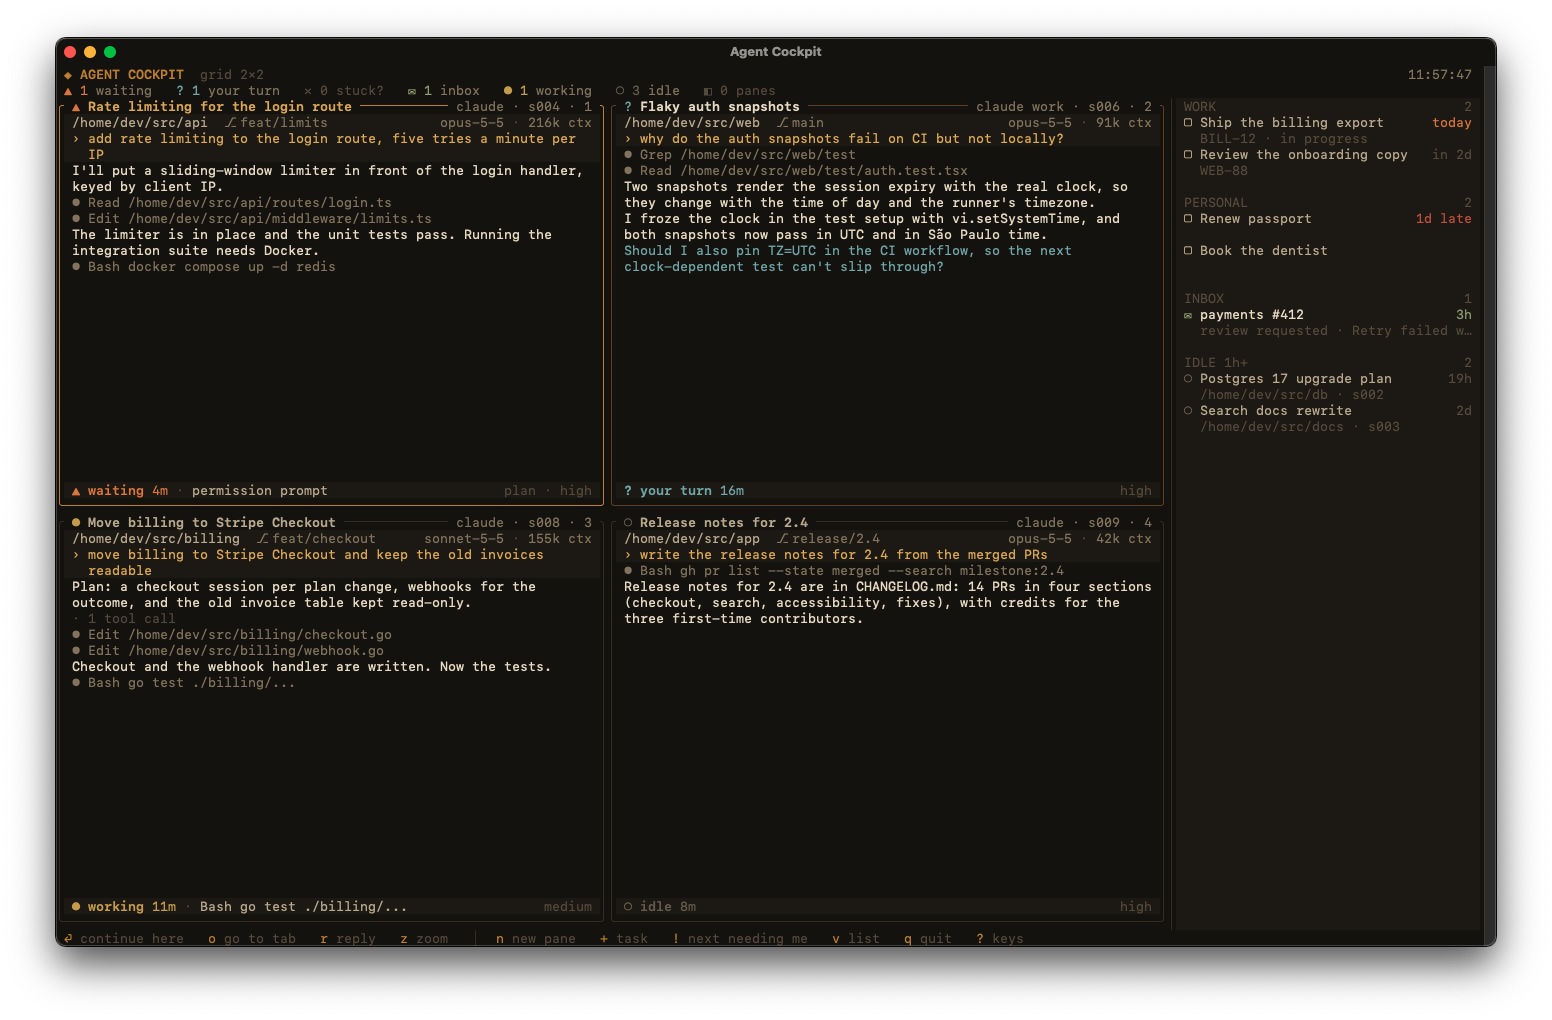 Agent Cockpit
◆ AGENT COCKPIT grid 2×2 11:57:47
▲ 1 waiting ? 1 your turn × 0 stuck? ✉ 1 inbox ● 1 working ○ 3 idle ◧ 0 panes
▲ Rate limiting for the login route claude · s004 · 1
/home/dev/src/api ⎇ feat/limits opus-5-5 · 216k ctx
› add rate limiting to the login route, five tries a minute per
IP
I'll put a sliding-window limiter in front of the login handler,
keyed by client IP.
● Read /home/dev/src/api/routes/login.ts
● Edit /home/dev/src/api/middleware/limits.ts
The limiter is in place and the unit tests pass. Running the
integration suite needs Docker.
● Bash docker compose up -d redis
▲ waiting 4m · permission prompt plan · high
? Flaky auth snapshots claude work · s006 · 2
/home/dev/src/web ⎇ main opus-5-5 · 91k ctx
› why do the auth snapshots fail on CI but not locally?
● Grep /home/dev/src/web/test
● Read /home/dev/src/web/test/auth.test.tsx
Two snapshots render the session expiry with the real clock, so
they change with the time of day and the runner's timezone.
I froze the clock in the test setup with vi.setSystemTime, and
both snapshots now pass in UTC and in São Paulo time.
Should I also pin TZ=UTC in the CI workflow, so the next
clock-dependent test can't slip through?
? your turn 16m high
● Move billing to Stripe Checkout claude · s008 · 3
/home/dev/src/billing ⎇ feat/checkout sonnet-5-5 · 155k ctx
› move billing to Stripe Checkout and keep the old invoices
readable
Plan: a checkout session per plan change, webhooks for the
outcome, and the old invoice table kept read-only.
· 1 tool call
● Edit /home/dev/src/billing/checkout.go
● Edit /home/dev/src/billing/webhook.go
Checkout and the webhook handler are written. Now the tests.
● Bash go test ./billing/...
● working 11m · Bash go test ./billing/... medium
○ Release notes for 2.4 claude · s009 · 4
/home/dev/src/app ⎇ release/2.4 opus-5-5 · 42k ctx
› write the release notes for 2.4 from the merged PRs
● Bash gh pr list --state merged --search milestone:2.4
Release notes for 2.4 are in CHANGELOG.md: 14 PRs in four sections
(checkout, search, accessibility, fixes), with credits for the
three first-time contributors.
○ idle 8m high
WORK 2
Ship the billing export today
BILL-12 · in progress
Review the onboarding copy in 2d
WEB-88
PERSONAL 2
Renew passport 1d late
Book the dentist
INBOX 1
✉ payments #412 3h
review requested · Retry failed w…
IDLE 1h+ 2
○ Postgres 17 upgrade plan 19h
/home/dev/src/db · s002
○ Search docs rewrite 2d
/home/dev/src/docs · s003
⏎ continue here o go to tab r reply z zoom n new pane + task ! next needing me v list q quit ? keys